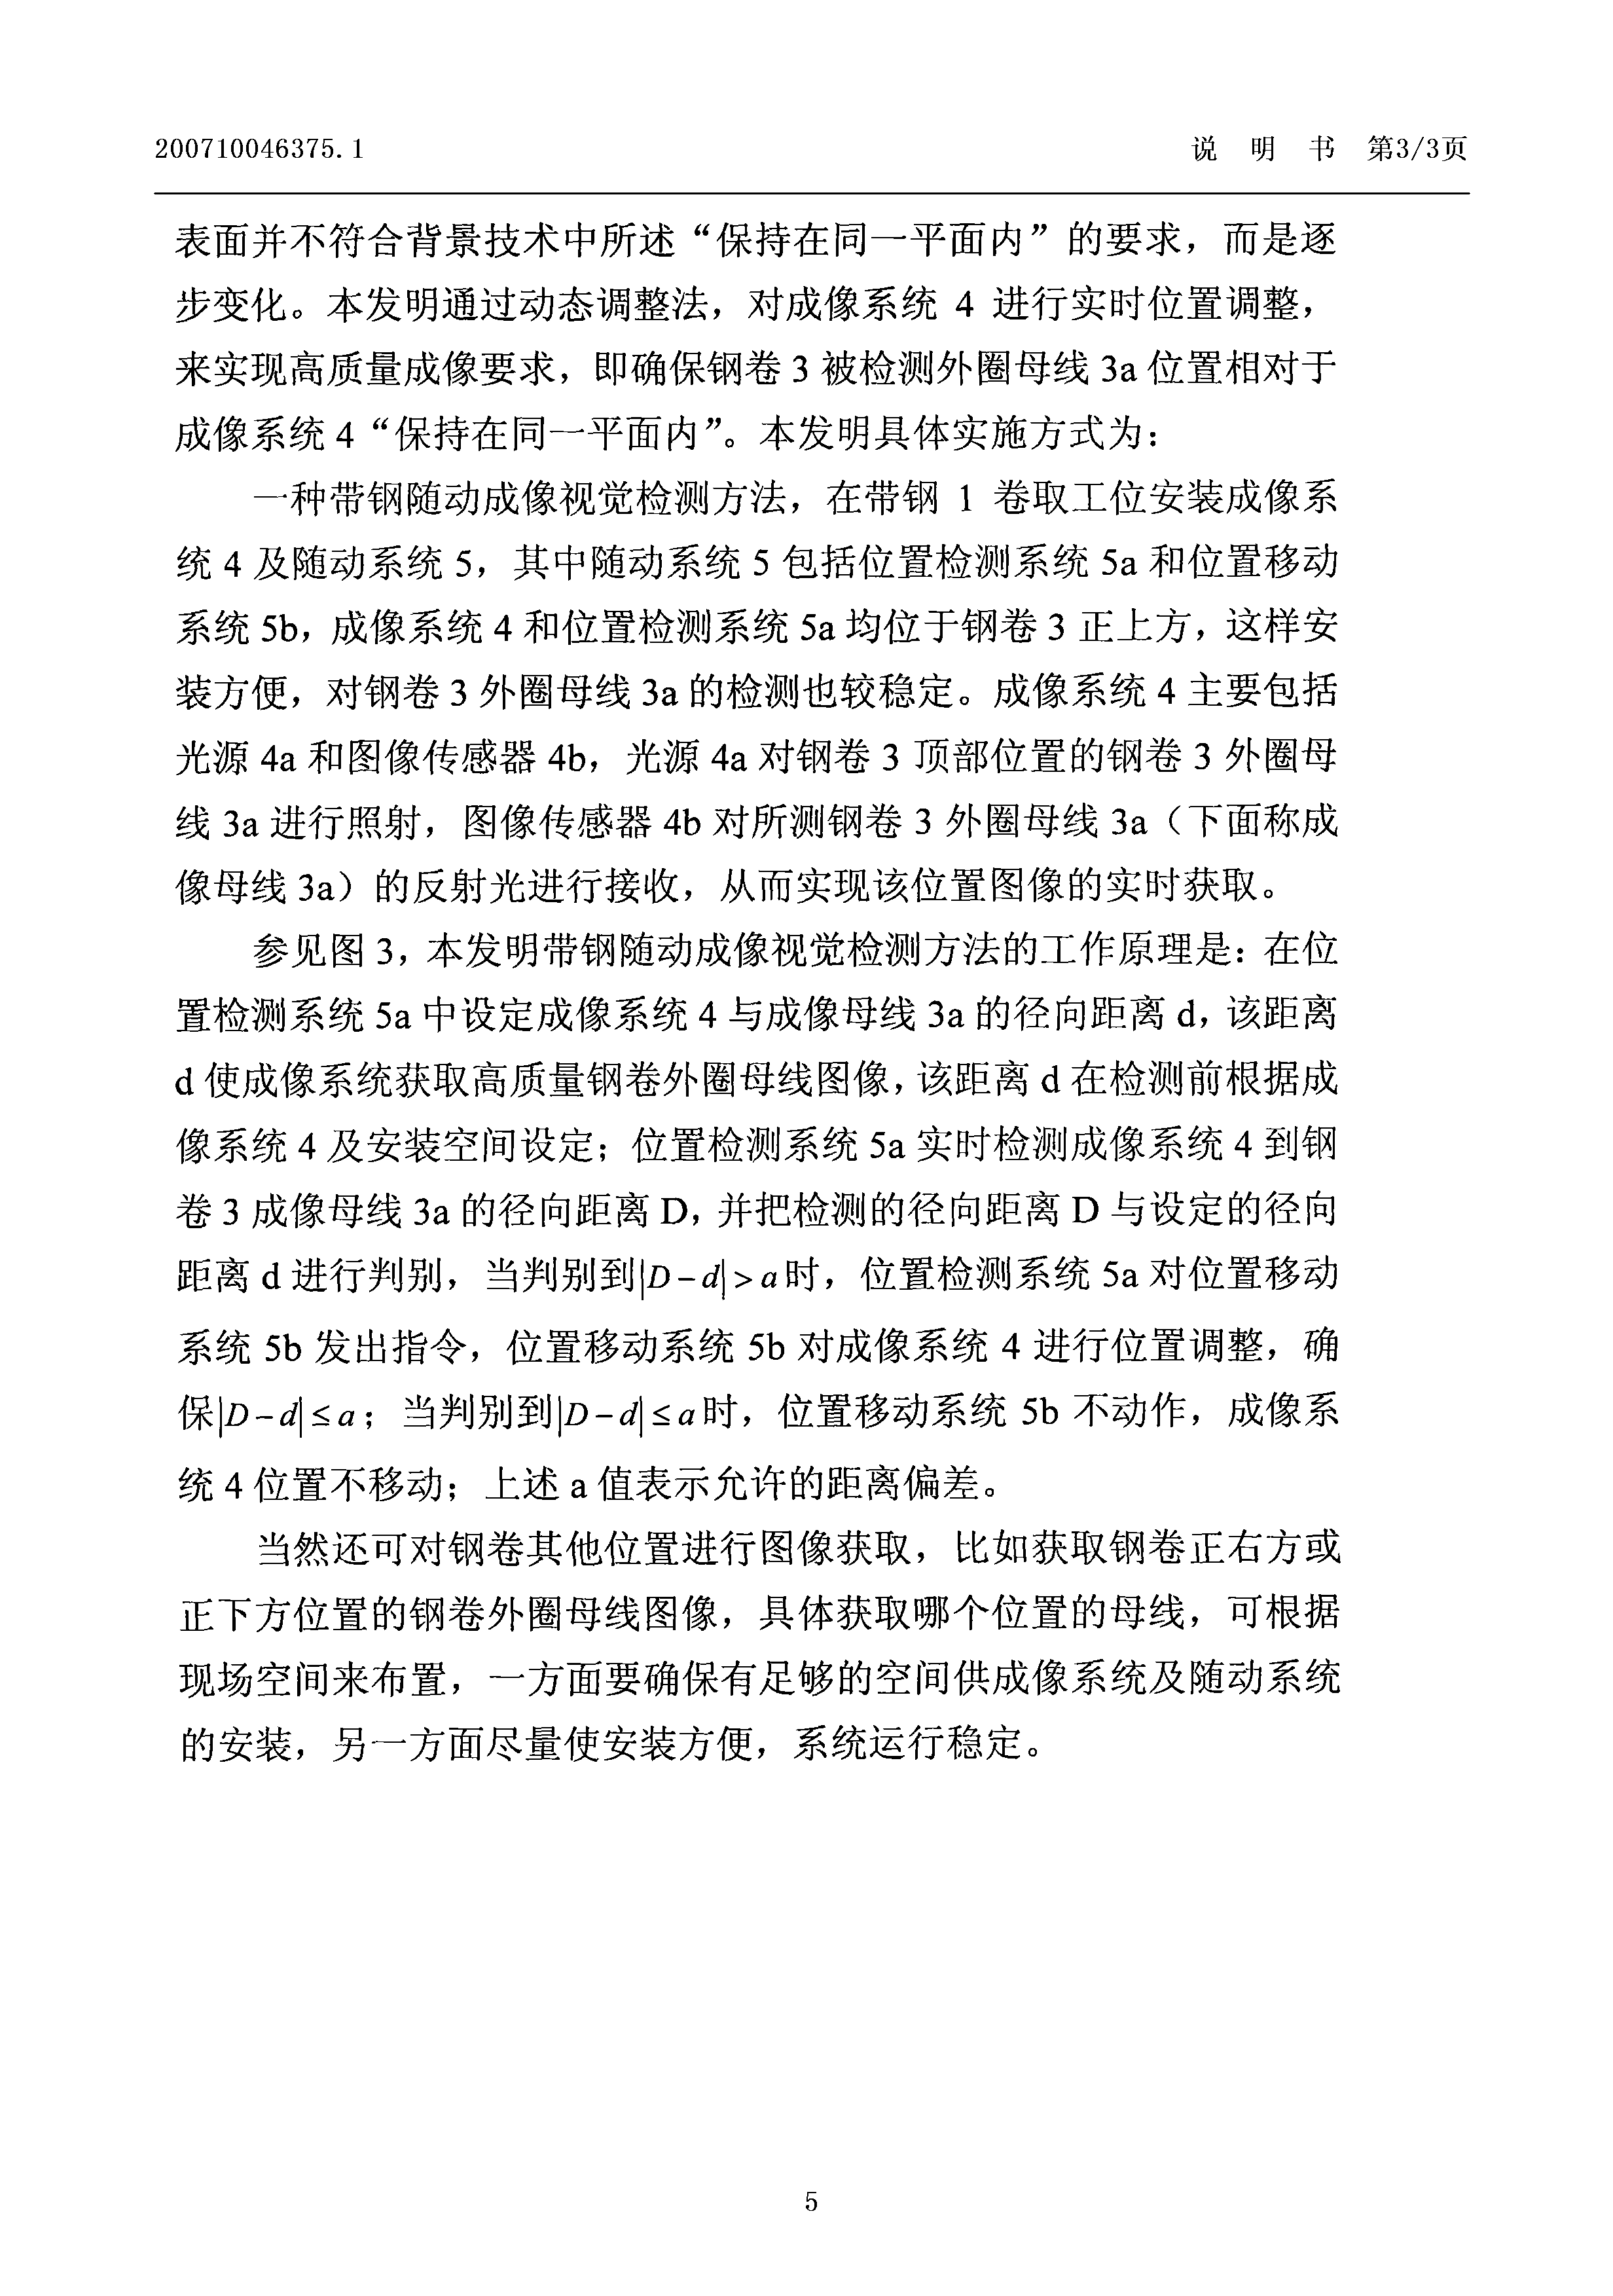 200710046375.1 说 明 书 第3/3页
表面并不符合背景技术中所述“保持在同一平面内”的要求，而是逐
步变化。本发明通过动态调整法，对成像系统 4 进行实时位置调整，
来实现高质量成像要求，即确保钢卷 3 被检测外圈母线 3a 位置相对于
成像系统 4“保持在同一平面内”。本发明具体实施方式为：
一种带钢随动成像视觉检测方法，在带钢 1 卷取工位安装成像系
统 4 及随动系统 5，其中随动系统 5 包括位置检测系统 5a 和位置移动
系统 5b，成像系统 4 和位置检测系统 5a 均位于钢卷 3 正上方，这样安
装方便，对钢卷 3 外圈母线 3a 的检测也较稳定。成像系统 4 主要包括
光源 4a 和图像传感器 4b，光源 4a 对钢卷 3 顶部位置的钢卷 3 外圈母
线 3a 进行照射，图像传感器 4b 对所测钢卷 3 外圈母线 3a（下面称成
像母线 3a）的反射光进行接收，从而实现该位置图像的实时获取。
参见图 3，本发明带钢随动成像视觉检测方法的工作原理是：在位
置检测系统 5a 中设定成像系统 4 与成像母线 3a 的径向距离 d，该距离
d 使成像系统获取高质量钢卷外圈母线图像，该距离 d 在检测前根据成
像系统 4 及安装空间设定；位置检测系统 5a 实时检测成像系统 4 到钢
卷 3 成像母线 3a 的径向距离 D，并把检测的径向距离 D 与设定的径向
距离 d 进行判别，当判别到|D－d|＞a时，位置检测系统 5a 对位置移动
系统 5b 发出指令，位置移动系统 5b 对成像系统 4 进行位置调整，确
保|D－d|≤a；当判别到|D－d|≤a时，位置移动系统 5b 不动作，成像系
统 4 位置不移动；上述 a 值表示允许的距离偏差。
当然还可对钢卷其他位置进行图像获取，比如获取钢卷正右方或
正下方位置的钢卷外圈母线图像，具体获取哪个位置的母线，可根据
现场空间来布置，一方面要确保有足够的空间供成像系统及随动系统
的安装，另一方面尽量使安装方便，系统运行稳定。
5